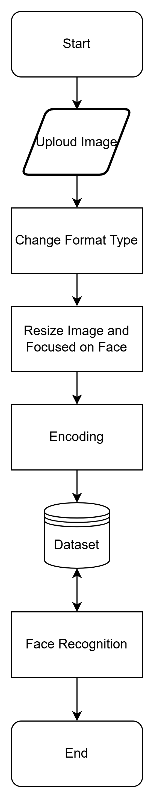 Start
Uploud Image
Change Format Type
Resize Image and
Focused on Face
Encoding
Dataset
Face Recognition
End